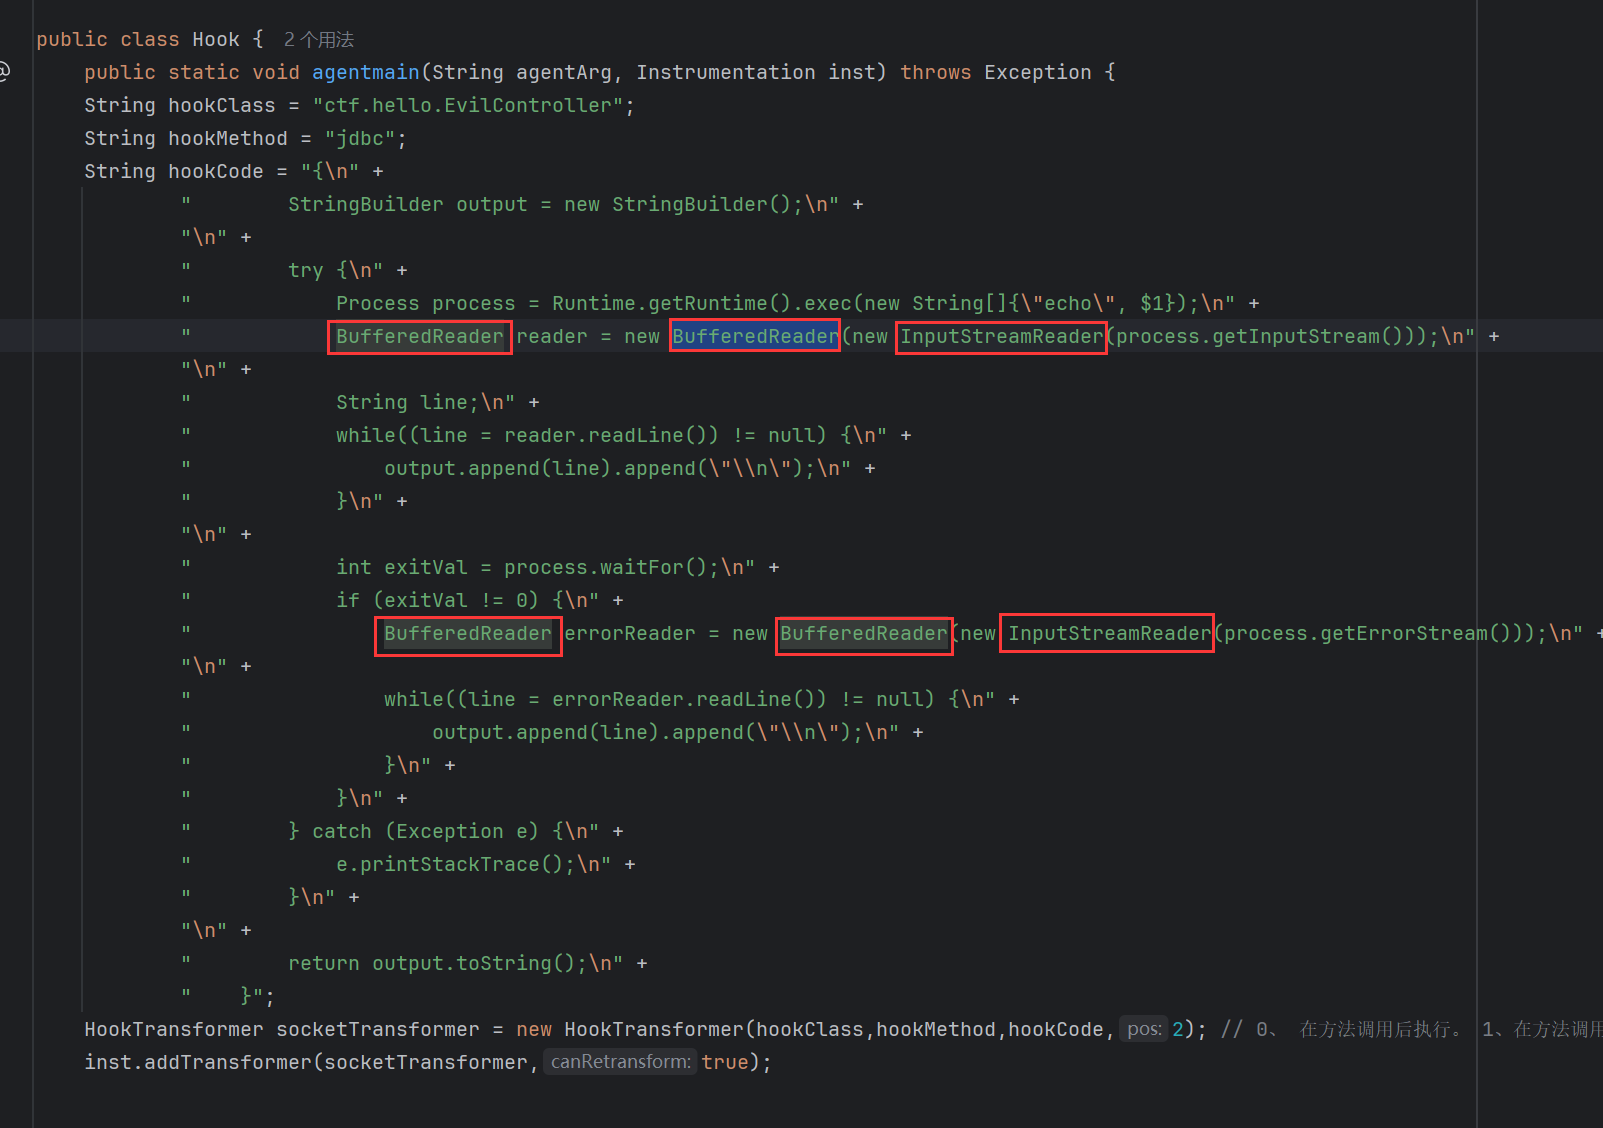 public class Hook {  2 个用法
public static void agentmain(String agentArg, Instrumentation inst) throws Exception {
String hookClass = "ctf.hello.EvilController";
String hookMethod = "jdbc";
String hookCode = "{\n" +
"        StringBuilder output = new StringBuilder();\n" +
"\n" +
"        try {\n" +
"            Process process = Runtime.getRuntime().exec(new String[]{\"echo\", $1});\n" +
"            BufferedReader reader = new BufferedReader(new InputStreamReader(process.getInputStream()));\n" +
"\n" +
"            String line;\n" +
"            while((line = reader.readLine()) != null) {\n" +
"                output.append(line).append(\"\\n\");\n" +
"            }\n" +
"\n" +
"            int exitVal = process.waitFor();\n" +
"            if (exitVal != 0) {\n" +
"                BufferedReader errorReader = new BufferedReader(new InputStreamReader(process.getErrorStream()));\n" +
"\n" +
"                while((line = errorReader.readLine()) != null) {\n" +
"                    output.append(line).append(\"\\n\");\n" +
"                }\n" +
"            }\n" +
"        } catch (Exception e) {\n" +
"            e.printStackTrace();\n" +
"        }\n" +
"\n" +
"        return output.toString();\n" +
"    }";
HookTransformer socketTransformer = new HookTransformer(hookClass,hookMethod,hookCode, pos: 2); // 0、 在方法调用后执行。 1、在方法调用
inst.addTransformer(socketTransformer, canRetransform: true);